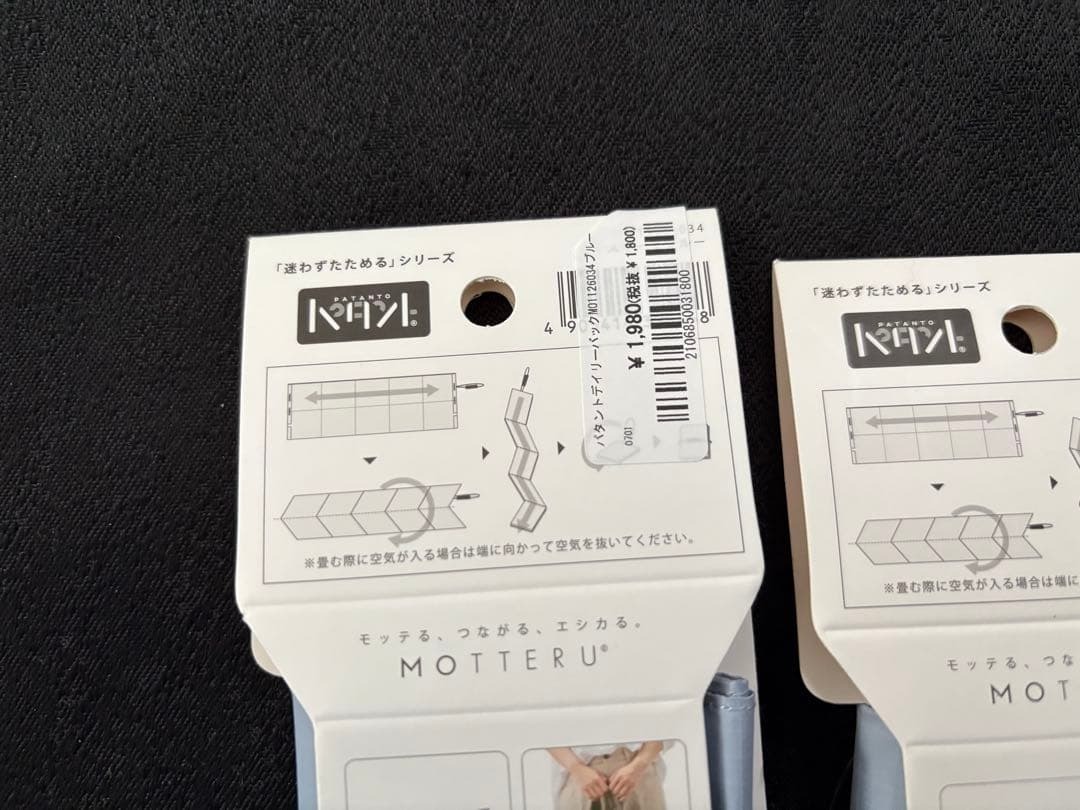 「迷わずたためる」シリーズ
PATANTO
パタント®
4
8
034
パタントデイリーバックMO1126034ブルー
¥ 1,980(税抜 ¥ 1,800)
2106850031800
0701
※畳む際に空気が入る場合は端に向かって空気を抜いてください。
モッテる、つながる、エシカる。
MOTTERU®
「迷わずたためる」シリーズ
PATANTO
パタント®
※畳む際に空気が入る場合は端に
モッテる、つな
MOT